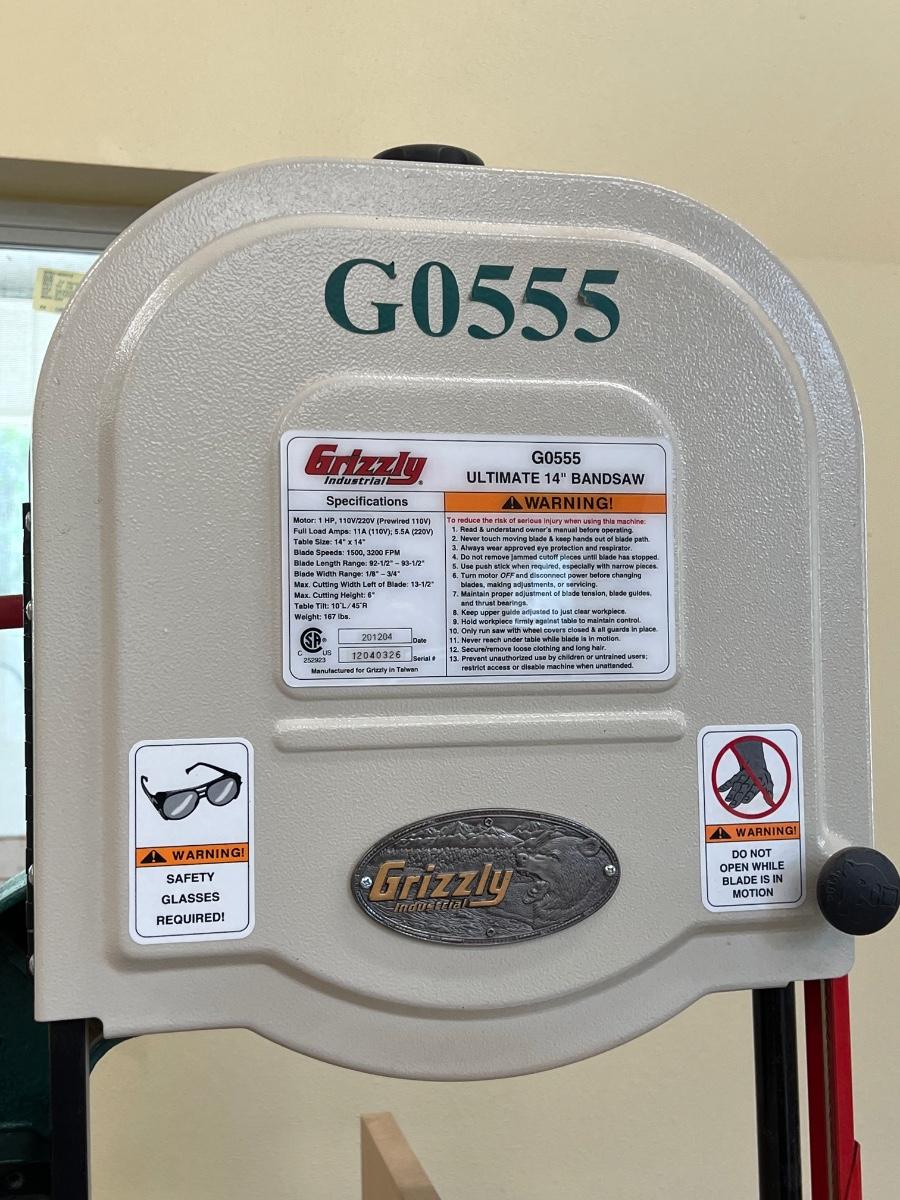 G0555
Grizzly
Industrial®
G0555
ULTIMATE 14" BANDSAW
Specifications
Motor: 1 HP, 110V/220V (Prewired 110V)
Full Load Amps: 11A (110V); 5.5A (220V)
Table Size: 14" x 14"
Blade Speeds: 1500, 3200 FPM
Blade Length Range: 92-1/2" – 93-1/2"
Blade Width Range: 1/8" – 3/4"
Max. Cutting Width Left of Blade: 13-1/2"
Max. Cutting Height: 6"
Table Tilt: 10°L/45°R
Weight: 167 lbs.
CSA®
C US
252923
201204 Date
12040326 Serial #
Manufactured for Grizzly in Taiwan
WARNING!
To reduce the risk of serious injury when using this machine:
1. Read & understand owner's manual before operating.
2. Never touch moving blade & keep hands out of blade path.
3. Always wear approved eye protection and respirator.
4. Do not remove jammed cutoff pieces until blade has stopped.
5. Use push stick when required, especially with narrow pieces.
6. Turn motor OFF and disconnect power before changing
blades, making adjustments, or servicing.
7. Maintain proper adjustment of blade tension, blade guides,
and thrust bearings.
8. Keep upper guide adjusted to just clear workpiece.
9. Hold workpiece firmly against table to maintain control.
10. Only run saw with wheel covers closed & all guards in place.
11. Never reach under table while blade is in motion.
12. Secure/remove loose clothing and long hair.
13. Prevent unauthorized use by children or untrained users;
restrict access or disable machine when unattended.
WARNING!
SAFETY
GLASSES
REQUIRED!
Grizzly
Industrial
WARNING!
DO NOT
OPEN WHILE
BLADE IS IN
MOTION